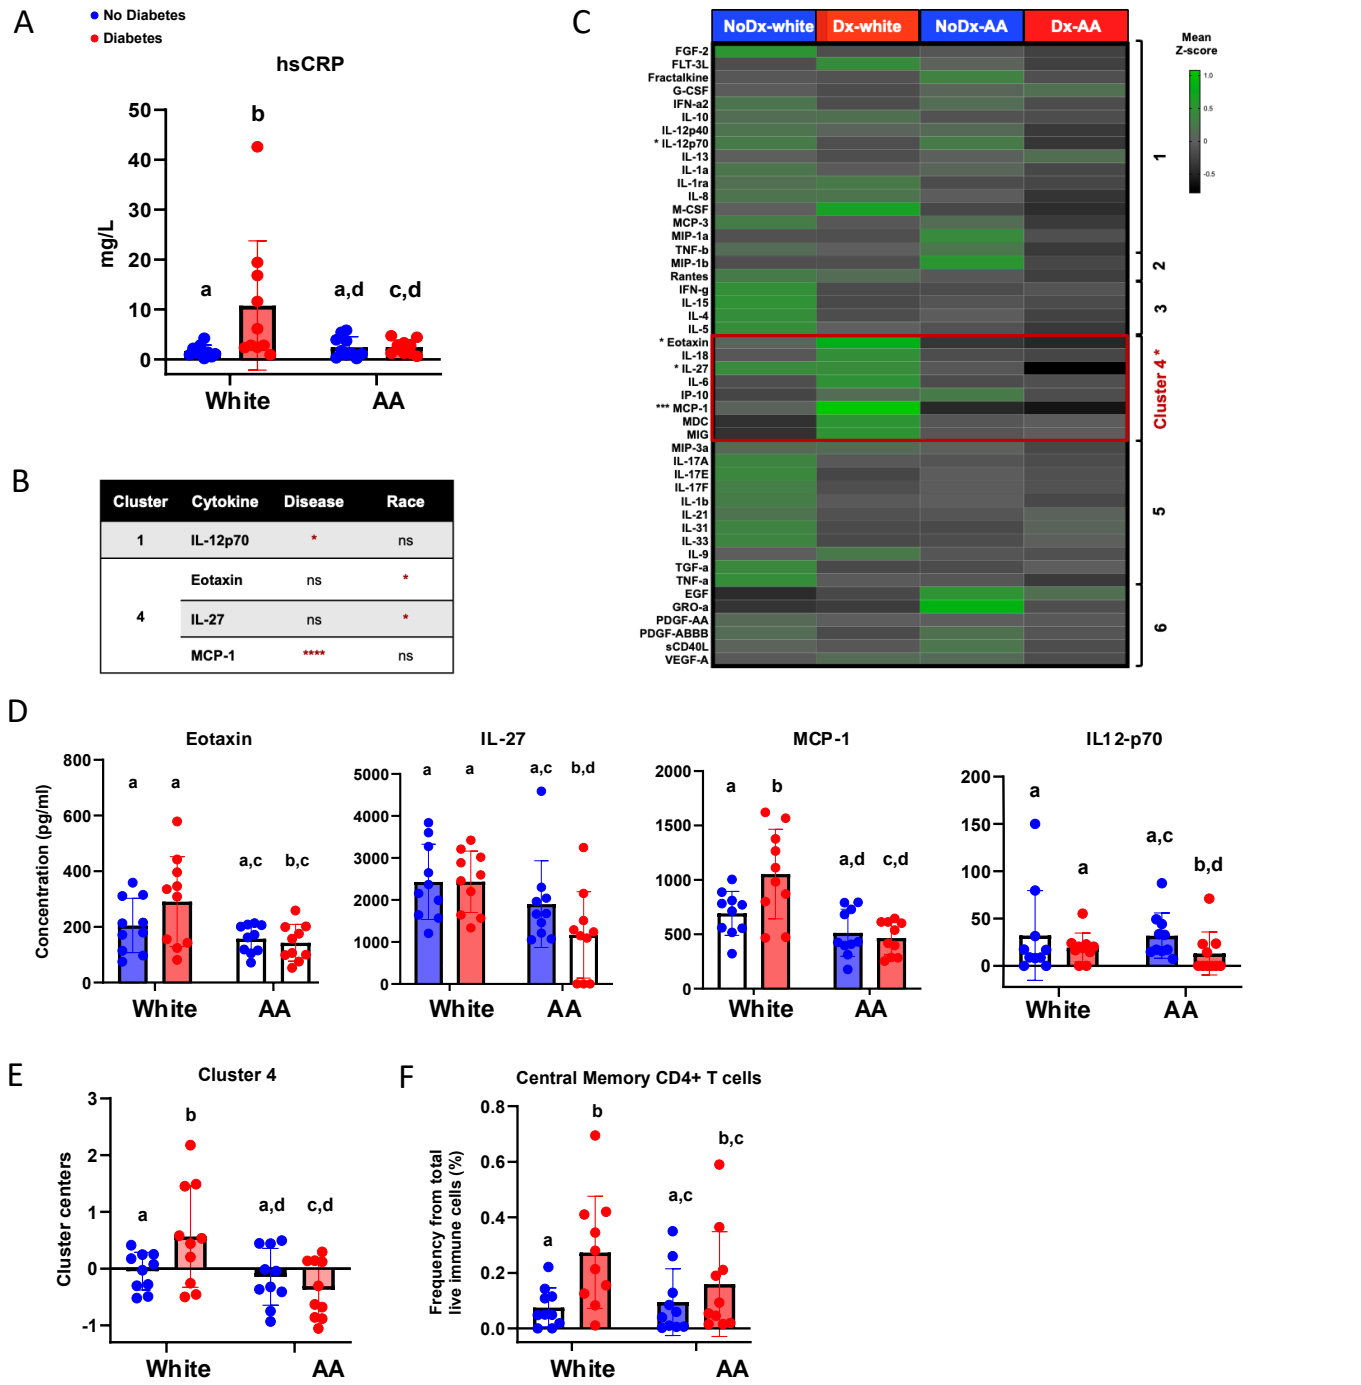 A
No Diabetes
Diabetes
hsCRP
mg/L
50
40
30
20
10
0
a
b
a,d
c,d
White
AA
B
Cluster Cytokine Disease Race
1 IL-12p70 * ns
4
Eotaxin ns *
IL-27 ns *
MCP-1 **** ns
C
NoDx-white Dx-white NoDx-AA Dx-AA
FGF-2
FLT-3L
Fractalkine
G-CSF
IFN-a2
IL-10
IL-12p40
* IL-12p70
IL-13
IL-1a
IL-1ra
IL-8
M-CSF
MCP-3
MIP-1a
TNF-b
MIP-1b
Rantes
IFN-g
IL-15
IL-4
IL-5
* Eotaxin
IL-18
* IL-27
IL-6
IP-10
*** MCP-1
MDC
MIG
MIP-3a
IL-17A
IL-17E
IL-17F
IL-1b
IL-21
IL-31
IL-33
IL-9
TGF-a
TNF-a
EGF
GRO-a
PDGF-AA
PDGF-ABBB
sCD40L
VEGF-A
1
2
3
Cluster 4 *
5
6
Mean
Z-score
1.0
0.5
0
-0.5
D
Eotaxin
Concentration (pg/ml)
800
600
400
200
0
a
a
a,c
b,c
White
AA
IL-27
5000
4000
3000
2000
1000
0
a
a
a,c
b,d
White
AA
MCP-1
2000
1500
1000
500
0
a
b
a,d
c,d
White
AA
IL12-p70
200
150
100
50
0
a
a
a,c
b,d
White
AA
E
Cluster 4
Cluster centers
3
2
1
0
-1
a
b
a,d
c,d
White
AA
F
Central Memory CD4+ T cells
Frequency from total
live immune cells (%)
0.8
0.6
0.4
0.2
0.0
a
b
a,c
b,c
White
AA